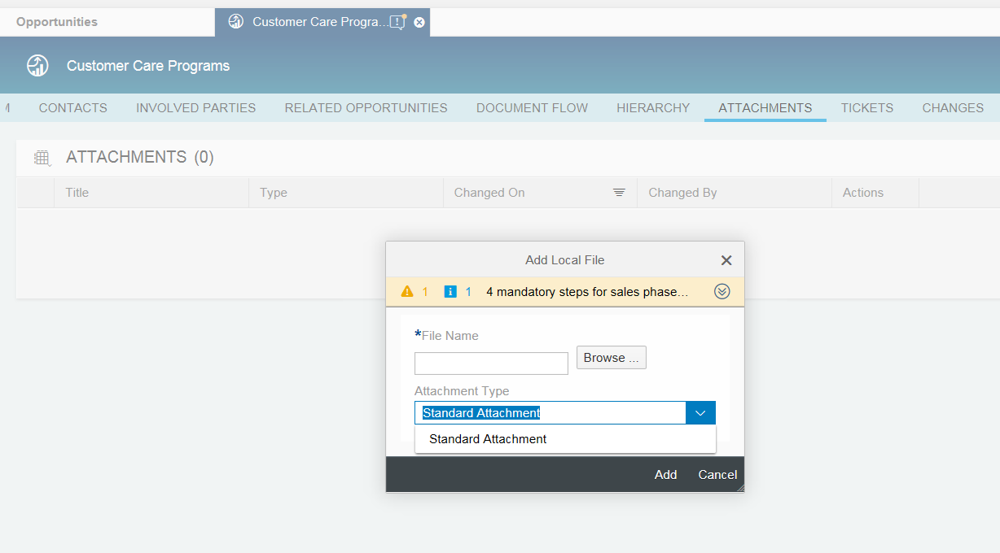 Opportunities
Customer Care Progra...
Customer Care Programs
CONTACTS INVOLVED PARTIES RELATED OPPORTUNITIES DOCUMENT FLOW HIERARCHY ATTACHMENTS TICKETS CHANGES
ATTACHMENTS (0)
Title Type Changed On Changed By Actions
Add Local File
1 1 4 mandatory steps for sales phase...
*File Name
Browse ...
Attachment Type
Standard Attachment
Standard Attachment
Add Cancel